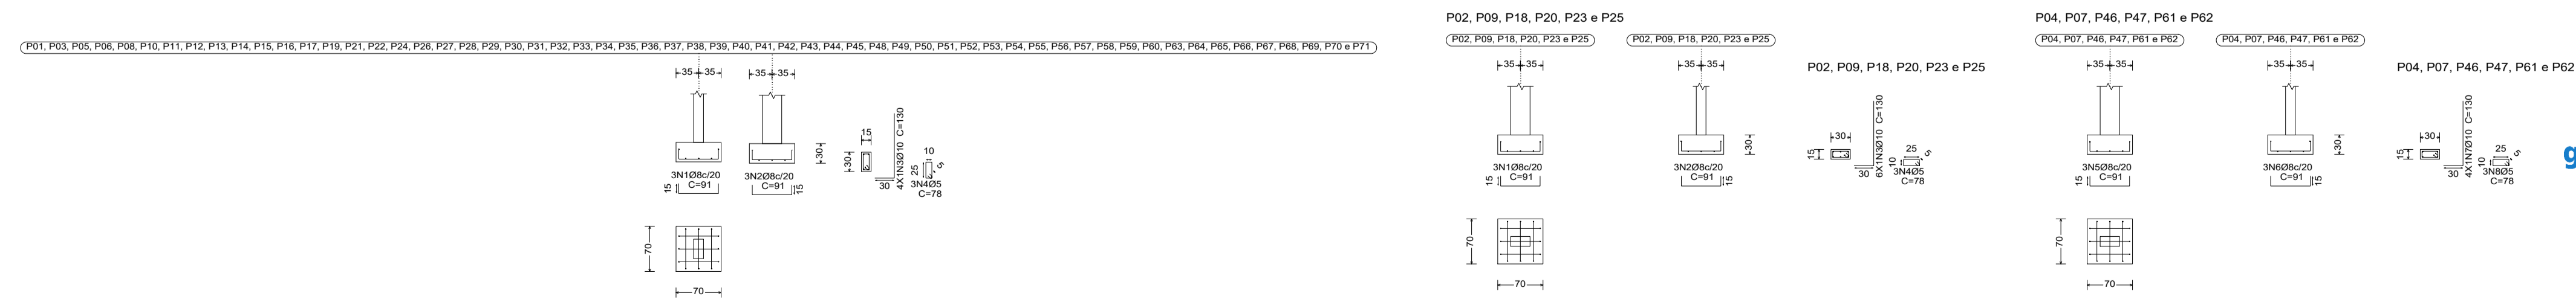 P01, P03, P05, P06, P08, P10, P11, P12, P13, P14, P15, P16, P17, P19, P21, P22, P24, P26, P27, P28, P29, P30, P31, P32, P33, P34, P35, P36, P37, P38, P39, P40, P41, P42, P43, P44, P45, P48, P49, P50, P51, P52, P53, P54, P55, P56, P57, P58, P59, P60, P63, P64, P65, P66, P67, P68, P69, P70 e P71
35 35
35 35
30
3N1Ø8c/20
C=91
15
3N2Ø8c/20
C=91
15
15
30
30
4X1N3Ø10 C=130
10
25
5
3N4Ø5
C=78
70
70
P02, P09, P18, P20, P23 e P25
P02, P09, P18, P20, P23 e P25
P02, P09, P18, P20, P23 e P25
35 35
35 35
30
3N1Ø8c/20
C=91
15
3N2Ø8c/20
C=91
15
70
70
P02, P09, P18, P20, P23 e P25
30
15
30
6X1N3Ø10 C=130
25
10
5
3N4Ø5
C=78
P04, P07, P46, P47, P61 e P62
P04, P07, P46, P47, P61 e P62
P04, P07, P46, P47, P61 e P62
35 35
35 35
30
3N5Ø8c/20
C=91
15
3N6Ø8c/20
C=91
15
70
70
P04, P07, P46, P47, P61 e P62
30
15
30
4X1N7Ø10 C=130
25
10
5
3N8Ø5
C=78